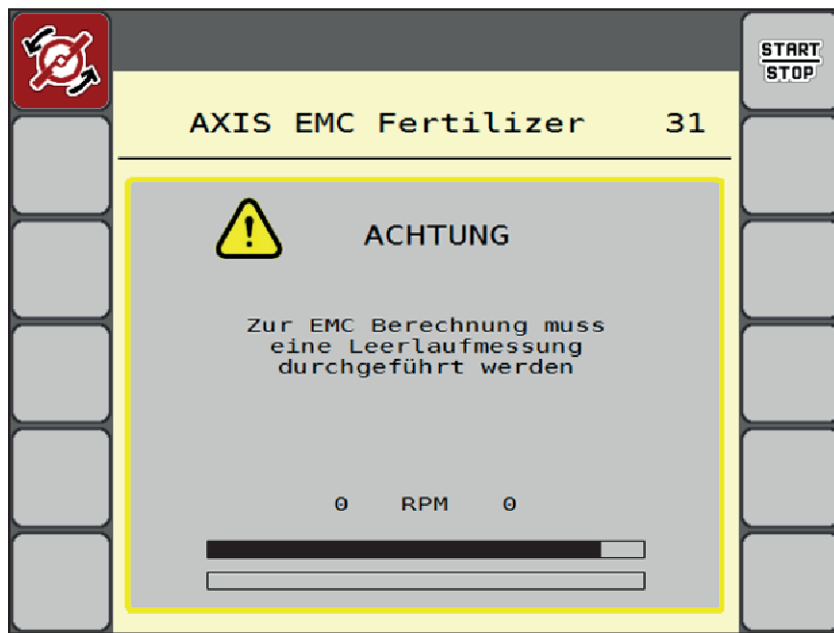 START
STOP
AXIS EMC Fertilizer 31
ACHTUNG
Zur EMC Berechnung muss
eine Leerlaufmessung
durchgeführt werden
0 RPM 0